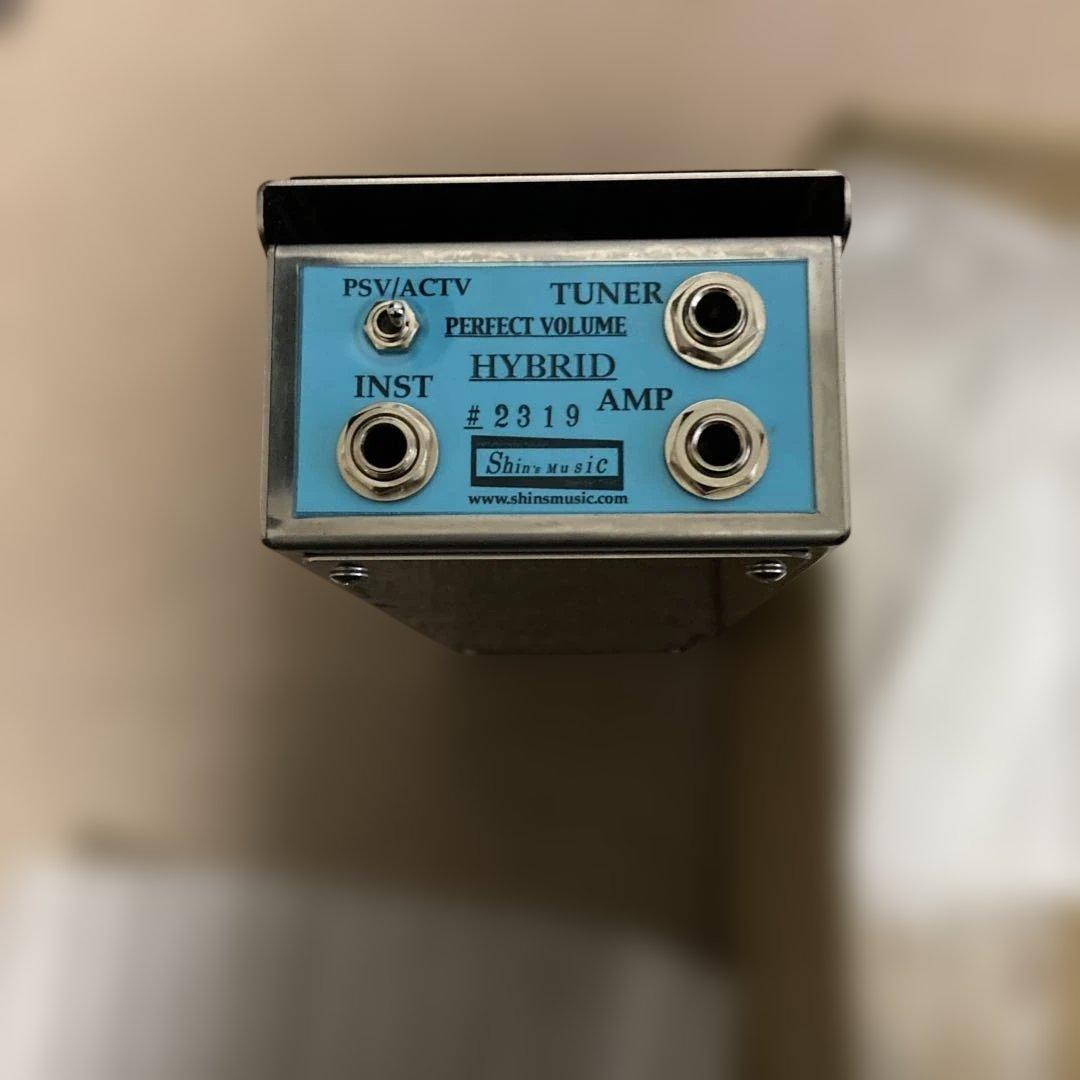 PSV/ACTV
TUNER
PERFECT VOLUME
HYBRID
INST
AMP
# 2319
Shin's Music
www.shinsmusic.com